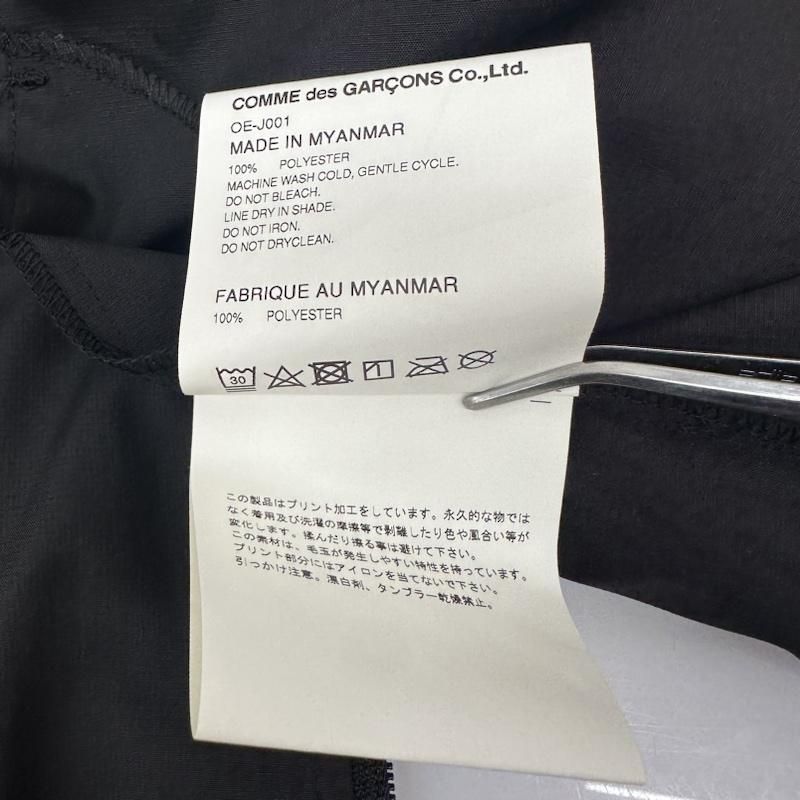 COMME des GARÇONS Co.,Ltd.
OE-J001
MADE IN MYANMAR
100% POLYESTER
MACHINE WASH COLD, GENTLE CYCLE.
DO NOT BLEACH.
LINE DRY IN SHADE.
DO NOT IRON.
DO NOT DRYCLEAN.
FABRIQUE AU MYANMAR
100% POLYESTER
30
この製品はプリント加工をしています。永久的な物では
なく着用及び洗濯の摩擦等で剥離したり色や風合い等が
変化します。揉んだり擦る事は避けて下さい。
この素材は、毛玉が発生しやすい特性を持っています。
プリント部分にはアイロンを当てないで下さい。
引っかけ注意。漂白剤、タンブラー乾燥禁止。